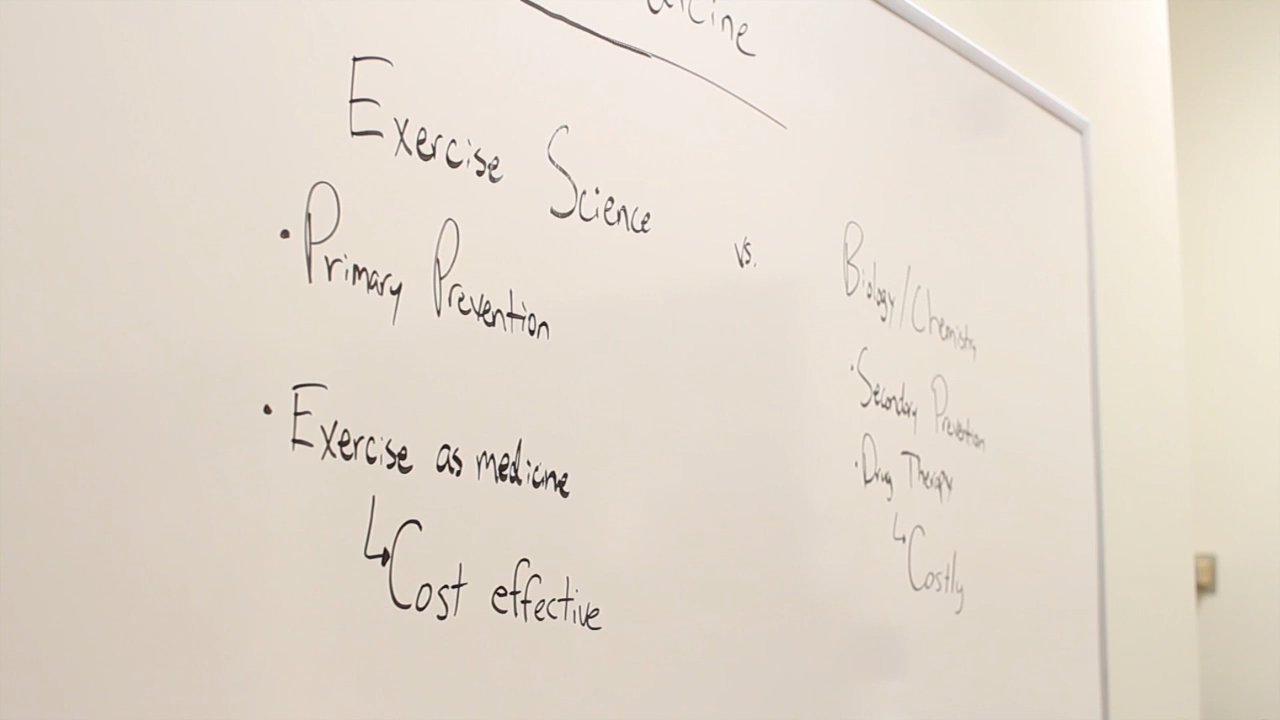 Exercise Science
• Primary Prevention
• Exercise as medicine
↳ Cost effective
vs.
Biology/Chemistry
• Secondary Prevention
• Drug Therapy
↳ Costly